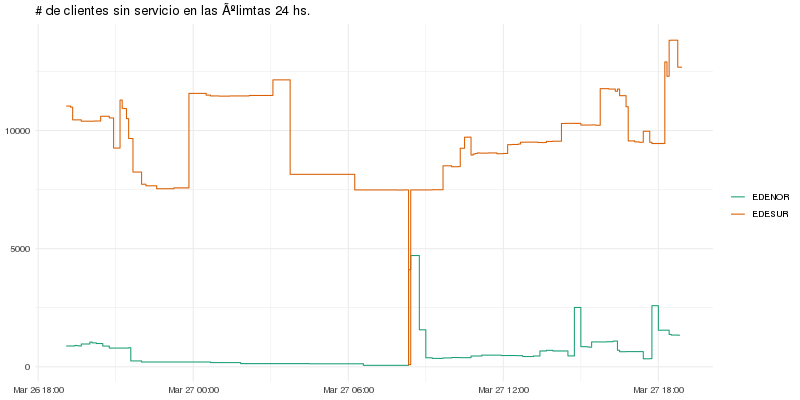 # de clientes sin servicio en las Ãºlimtas 24 hs.
10000
5000
0
Mar 26 18:00
Mar 27 00:00
Mar 27 06:00
Mar 27 12:00
Mar 27 18:00
EDENOR
EDESUR